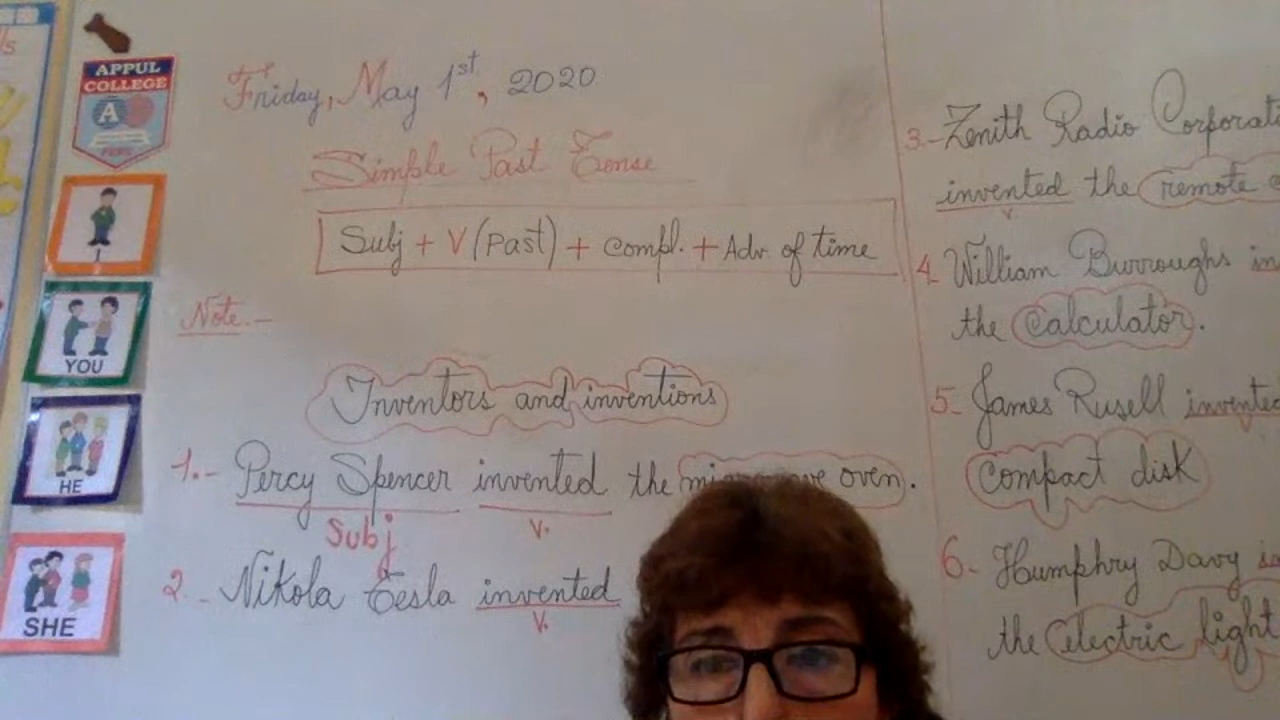 APPUL
COLLEGE
A
I
YOU
HE
SHE
Friday, May 1st, 2020
Simple Past Tense
Subj + V (Past) + Compl. + Adv. of time
Note.-
Inventors and inventions
1.- Percy Spencer invented the oven.
Subj V.
2.- Nikola Tesla invented
V.
3.- Zenith Radio
invented the remote
V
4.- William Burroughs
the Calculator.
5.- James Rusell
V
Compact disk
6.- Humphry Davy
the electric light